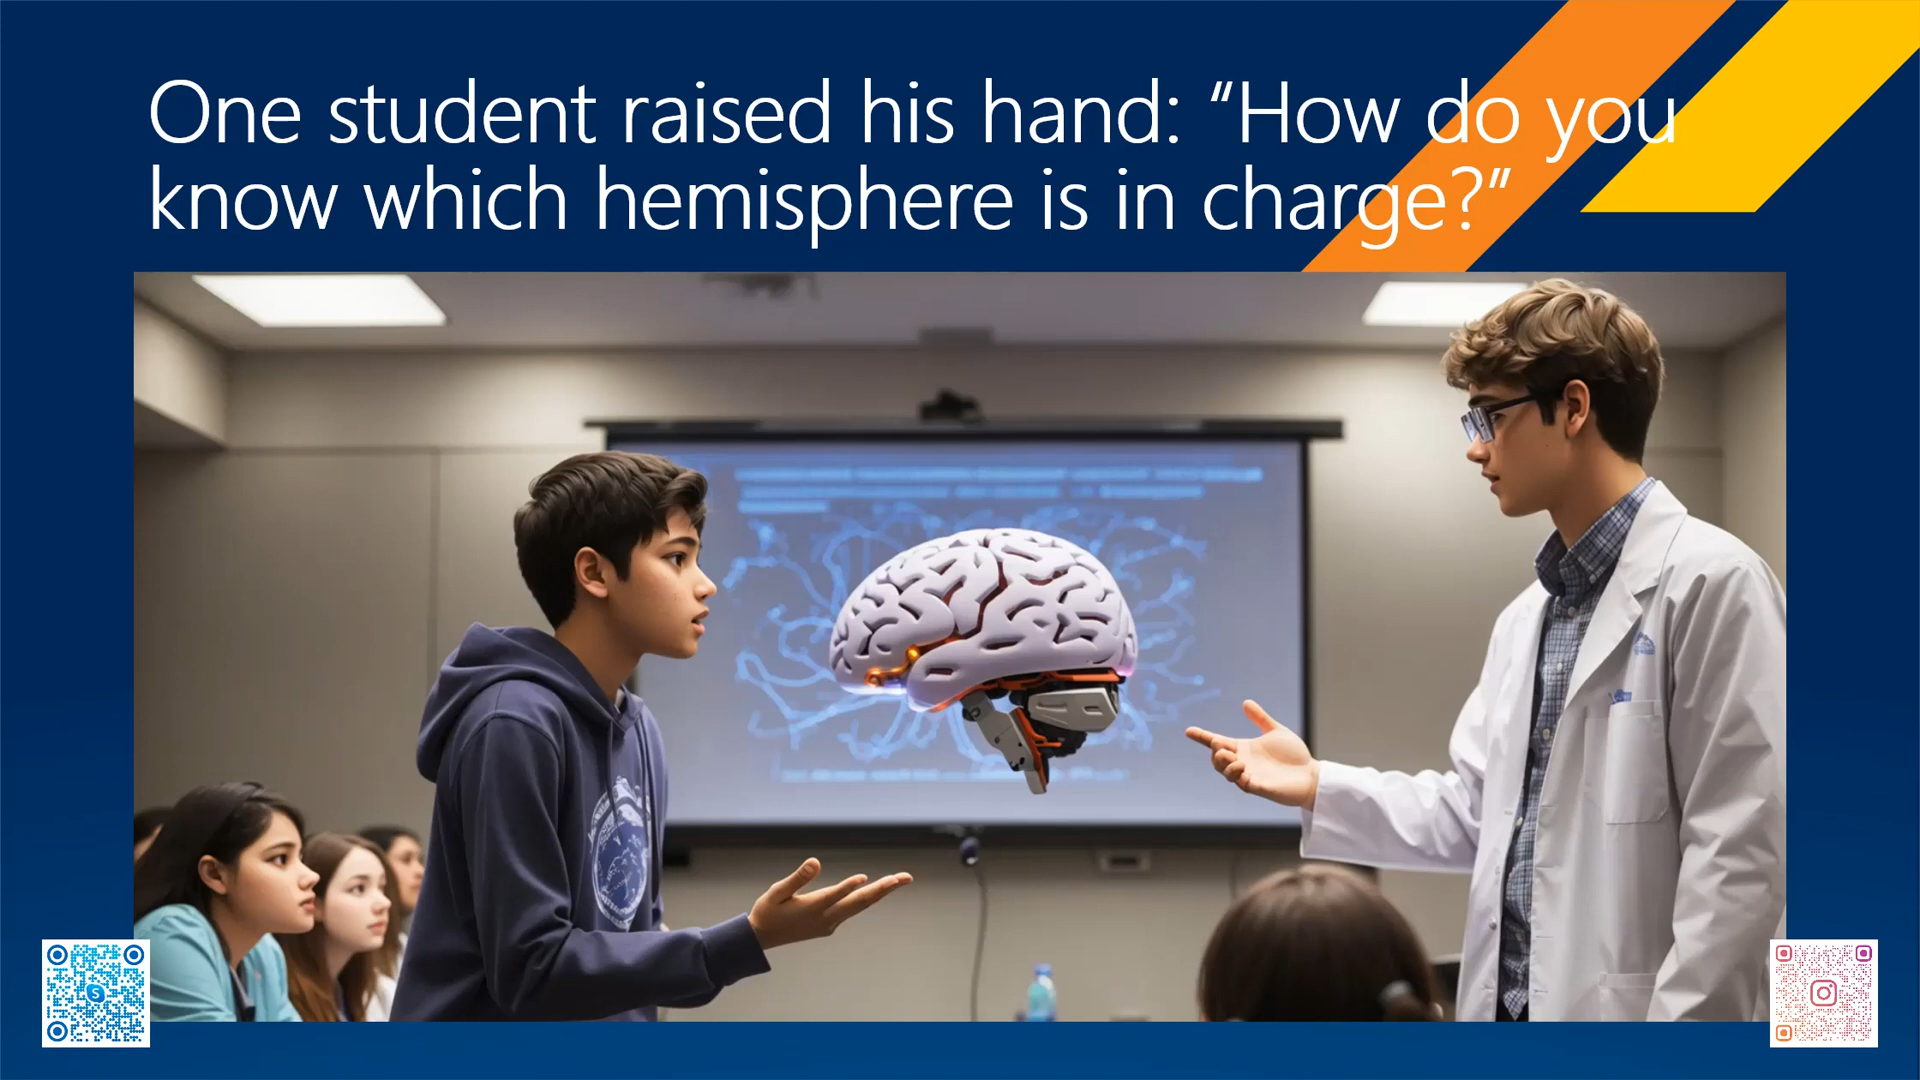 One student raised his hand: “How do you
know which hemisphere is in charge?”